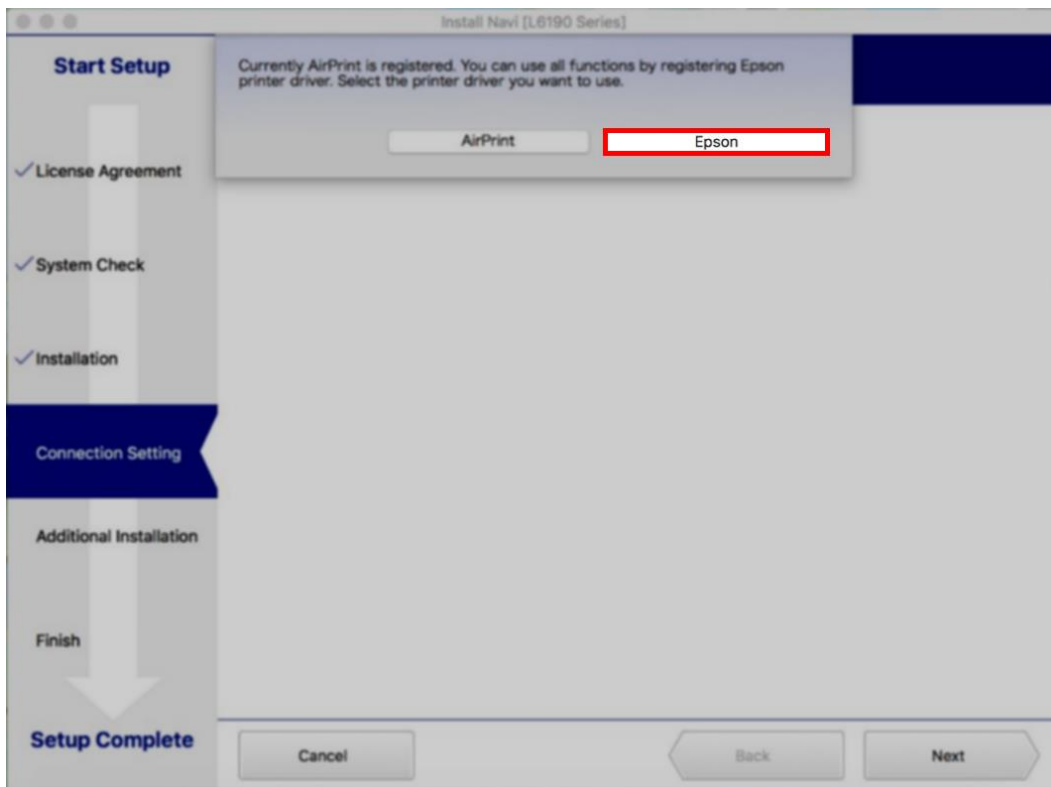 Install Navi [L6190 Series]
Start Setup
Currently AirPrint is registered. You can use all functions by registering Epson
printer driver. Select the printer driver you want to use.
AirPrint
Epson
License Agreement
System Check
Installation
Connection Setting
Additional Installation
Finish
Setup Complete
Cancel
Back
Next